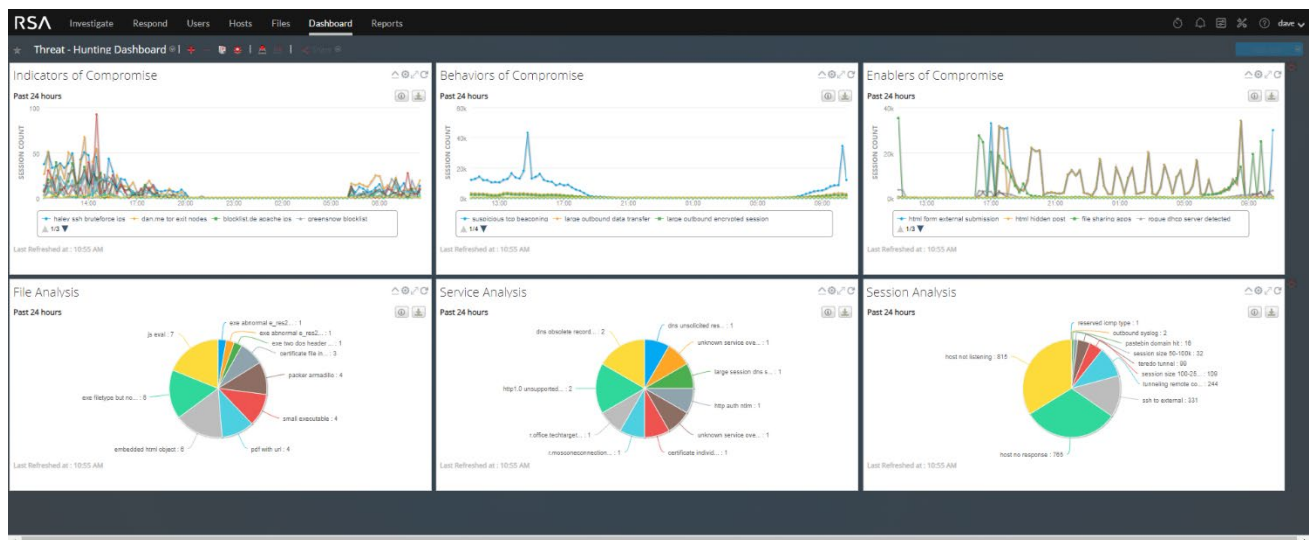 RSA Investigate Respond Users Hosts Files Dashboard Reports dave
Threat - Hunting Dashboard
Indicators of Compromise
Past 24 hours
100
50
0
SESSION COUNT
14:00 17:00 20:00 23:00 02:00 05:00 08:00
haley ssh bruteforce ips dan.me tor exit nodes blocklist.de apache ips greensnow blocklist
1/3
Last Refreshed at : 10:55 AM
Behaviors of Compromise
Past 24 hours
60k
40k
20k
0k
SESSION COUNT
13:00 17:00 21:00 01:00 05:00 09:00
suspicious tcp beaconing large outbound data transfer large outbound encrypted session
1/4
Last Refreshed at : 10:55 AM
Enablers of Compromise
Past 24 hours
40k
20k
0k
SESSION COUNT
13:00 17:00 21:00 01:00 05:00 09:00
html form external submission html hidden post file sharing apps rogue dhcp server detected
1/3
Last Refreshed at : 10:55 AM
File Analysis
Past 24 hours
exe abnormal e_res2... : 1
exe abnormal e_res2... : 1
exe two dos header ... : 1
certificate file in... : 3
packer armadillo : 4
small executable : 4
pdf with url : 4
embedded html object : 6
exe filetype but no... : 6
js eval : 7
Last Refreshed at : 10:55 AM
Service Analysis
Past 24 hours
dns unsolicited res... : 1
unknown service ove... : 1
large session dns s... : 1
http auth ntlm : 1
unknown service ove... : 1
certificate individ... : 1
r.mosconeconnection... : 1
r.office.techtarget... : 1
http1.0 unsupported... : 2
dns obsolete record... : 2
Last Refreshed at : 10:55 AM
Session Analysis
Past 24 hours
reserved icmp type : 1
outbound syslog : 2
pastebin domain hit : 16
session size 50-100k : 32
teredo tunnel : 99
session size 100-25... : 109
tunneling remote co... : 244
ssh to external : 331
host no response : 769
host not listening : 815
Last Refreshed at : 10:55 AM